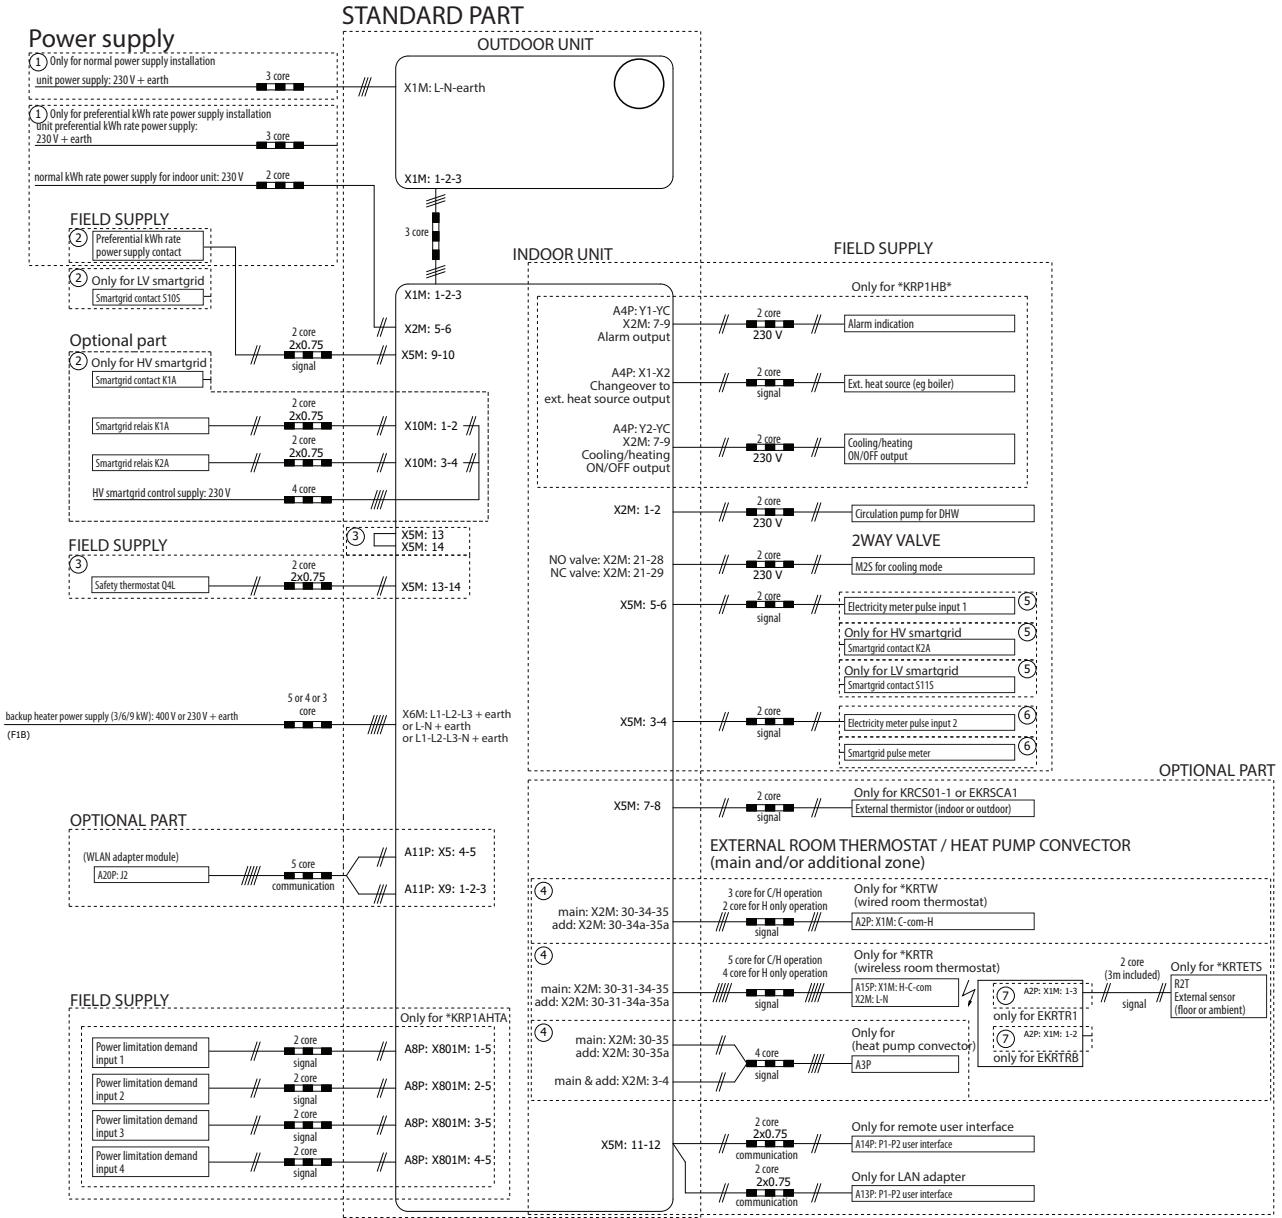 STANDARD PART
Power supply
OUTDOOR UNIT
1 Only for normal power supply installation
unit power supply: 230 V + earth
3 core
X1M: L-N-earth
1 Only for preferential kWh rate power supply installation
unit preferential kWh rate power supply:
230 V + earth
3 core
normal kWh rate power supply for indoor unit: 230 V
2 core
X1M: 1-2-3
3 core
FIELD SUPPLY
2 Preferential kWh rate
power supply contact
2 Only for LV smartgrid
Smartgrid contact S10S
INDOOR UNIT
X1M: 1-2-3
X2M: 5-6
2 core
2x0.75
signal
X5M: 9-10
Optional part
2 Only for HV smartgrid
Smartgrid contact K1A
Smartgrid relais K1A
2 core
2x0.75
X10M: 1-2
Smartgrid relais K2A
2 core
2x0.75
X10M: 3-4
HV smartgrid control supply: 230 V
4 core
3 X5M: 13
X5M: 14
FIELD SUPPLY
3
Safety thermostat Q4L
2 core
2x0.75
X5M: 13-14
backup heater power supply (3/6/9 kW): 400 V or 230 V + earth
(F1B)
5 or 4 or 3
core
X6M: L1-L2-L3 + earth
or L-N + earth
or L1-L2-L3-N + earth
OPTIONAL PART
(WLAN adapter module)
A20P: J2
5 core
communication
A11P: X5: 4-5
A11P: X9: 1-2-3
FIELD SUPPLY
Only for *KRP1AHTA
Power limitation demand
input 1
2 core
signal
A8P: X801M: 1-5
Power limitation demand
input 2
2 core
signal
A8P: X801M: 2-5
Power limitation demand
input 3
2 core
signal
A8P: X801M: 3-5
Power limitation demand
input 4
2 core
signal
A8P: X801M: 4-5
FIELD SUPPLY
Only for *KRP1HB*
A4P: Y1-YC
X2M: 7-9
Alarm output
2 core
230 V
Alarm indication
A4P: X1-X2
Changeover to
ext. heat source output
2 core
signal
Ext. heat source (eg boiler)
A4P: Y2-YC
X2M: 7-9
Cooling/heating
ON/OFF output
2 core
230 V
Cooling/heating
ON/OFF output
X2M: 1-2
2 core
230 V
Circulation pump for DHW
2WAY VALVE
NO valve: X2M: 21-28
NC valve: X2M: 21-29
2 core
230 V
M2S for cooling mode
X5M: 5-6
2 core
signal
Electricity meter pulse input 1
5
Only for HV smartgrid
5
Smartgrid contact K2A
Only for LV smartgrid
5
Smartgrid contact S11S
X5M: 3-4
2 core
signal
Electricity meter pulse input 2
6
Smartgrid pulse meter
6
OPTIONAL PART
X5M: 7-8
2 core
signal
Only for KRCS01-1 or EKRSCA1
External thermistor (indoor or outdoor)
EXTERNAL ROOM THERMOSTAT / HEAT PUMP CONVECTOR
(main and/or additional zone)
4
main: X2M: 30-34-35
add: X2M: 30-34a-35a
3 core for C/H operation
2 core for H only operation
signal
Only for *KRTW
(wired room thermostat)
A2P: X1M: C-com-H
4
main: X2M: 30-31-34-35
add: X2M: 30-31-34a-35a
5 core for C/H operation
4 core for H only operation
signal
Only for *KRTR
(wireless room thermostat)
A15P: X1M: H-C-com
X2M: L-N
7 A2P: X1M: 1-3
only for EKRTR1
7 A2P: X1M: 1-2
only for EKRTRB
2 core
(3m included)
signal
Only for *KRTETS
R2T
External sensor
(floor or ambient)
4
main: X2M: 30-35
add: X2M: 30-35a
main & add: X2M: 3-4
4 core
signal
Only for
(heat pump convector)
A3P
X5M: 11-12
2 core
2x0.75
communication
Only for remote user interface
A14P: P1-P2 user interface
2 core
2x0.75
communication
Only for LAN adapter
A13P: P1-P2 user interface